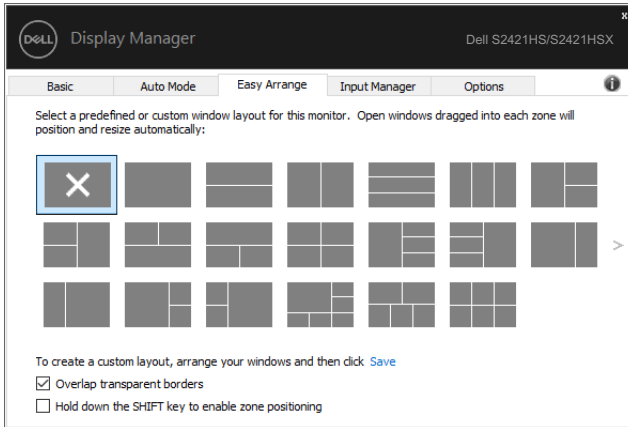 x
DELL Display Manager Dell S2421HS/S2421HSX
Basic Auto Mode Easy Arrange Input Manager Options i
Select a predefined or custom window layout for this monitor. Open windows dragged into each zone will
position and resize automatically:
>
To create a custom layout, arrange your windows and then click Save
Overlap transparent borders
Hold down the SHIFT key to enable zone positioning